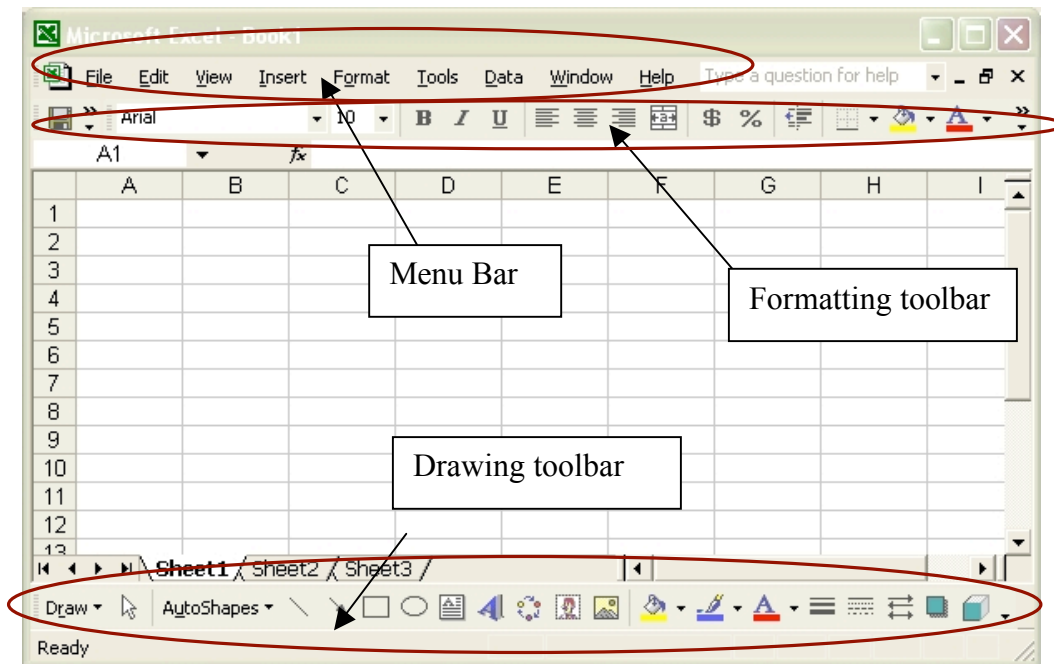 Microsoft Excel - Book1
File Edit View Insert Format Tools Data Window Help Type a question for help
Arial 10 B I U $ %
A1 fx
A B C D E F G H I
1
2
3
4
5
6
7
8
9
10
11
12
13
Menu Bar
Formatting toolbar
Drawing toolbar
Sheet1 Sheet2 Sheet3
Draw AutoShapes
Ready